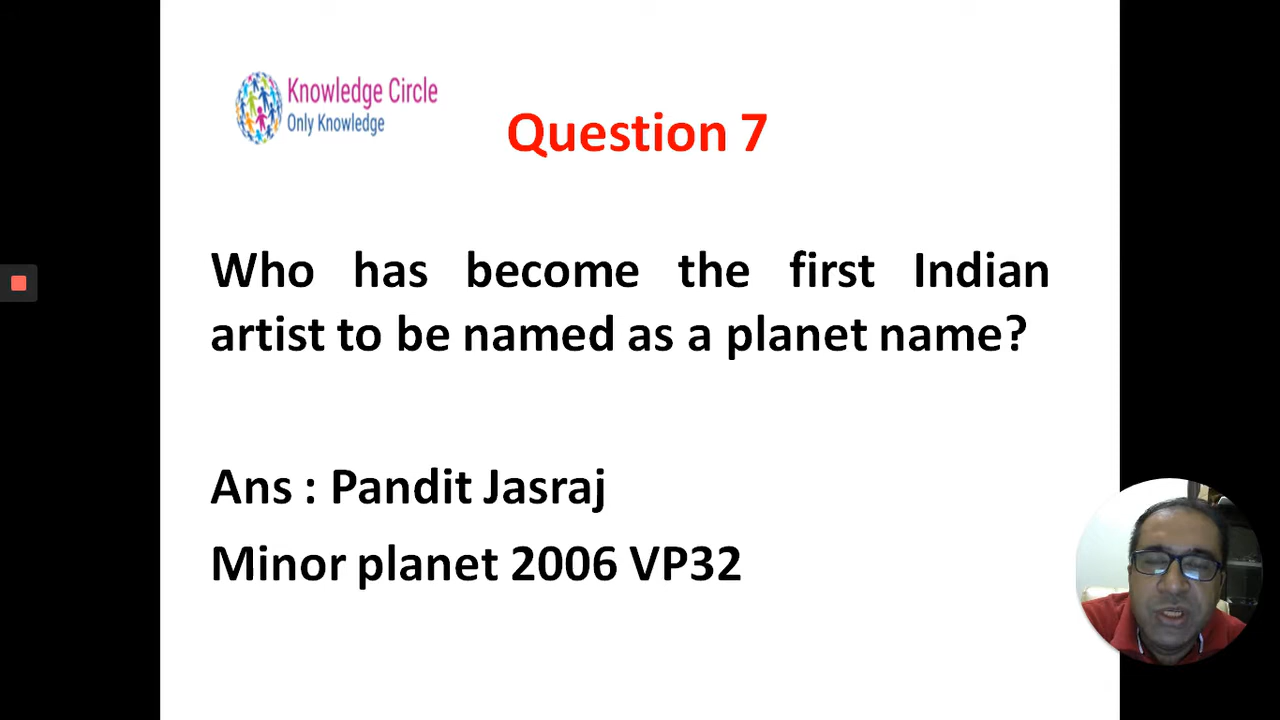 Knowledge Circle
Only Knowledge
Question 7
Who has become the first Indian
artist to be named as a planet name?
Ans : Pandit Jasraj
Minor planet 2006 VP32